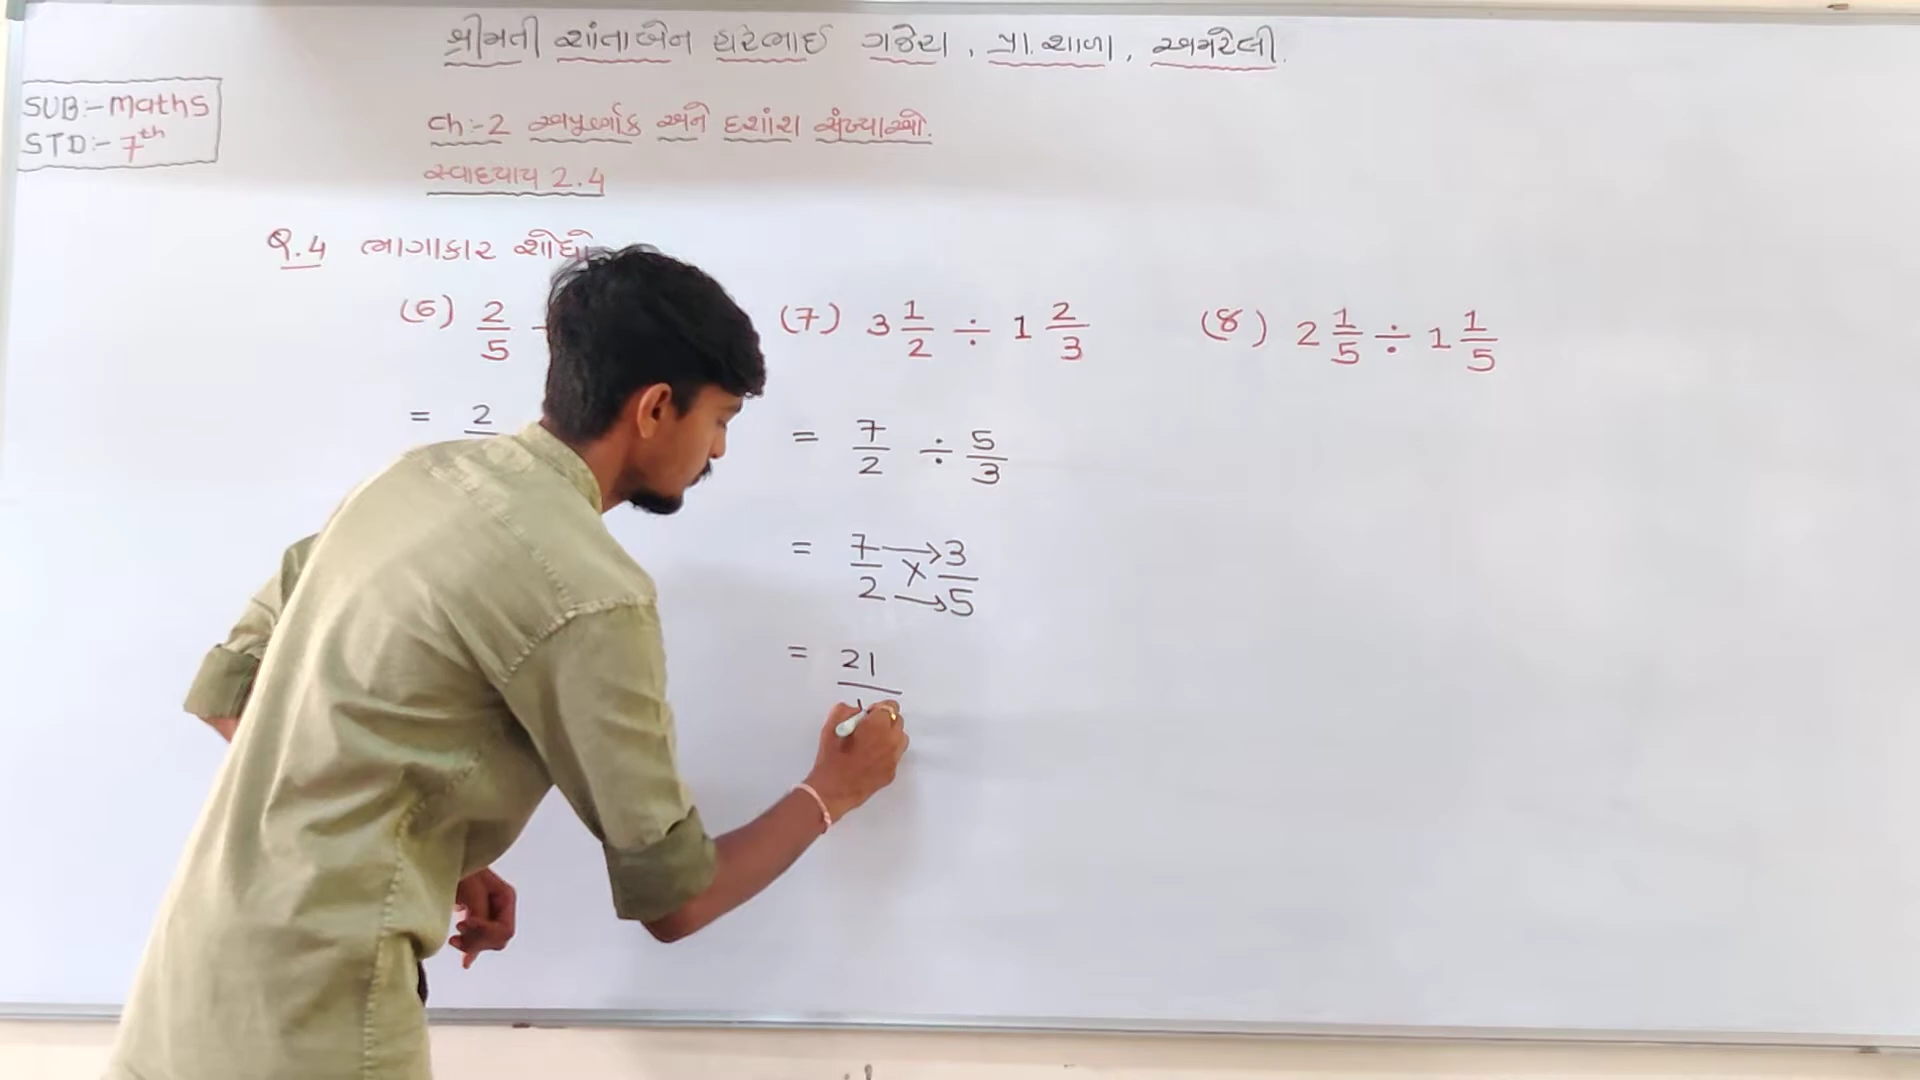 શ્રીમતી શાંતાબેન હરિભાઈ ગજેરા, પ્રા. શાળા, અમરેલી.
SUB:- Maths
STD:- 7th
Ch:-2 અપૂર્ણાંક અને દશાંશ સંખ્યાઓ.
સ્વાધ્યાય 2.4
Q.4 ભાગાકાર શોધો
(6) 2/5
(7) 3 1/2 ÷ 1 2/3
(8) 2 1/5 ÷ 1 1/5
= 2
= 7/2 ÷ 5/3
= 7/2 × 3/5
= 21